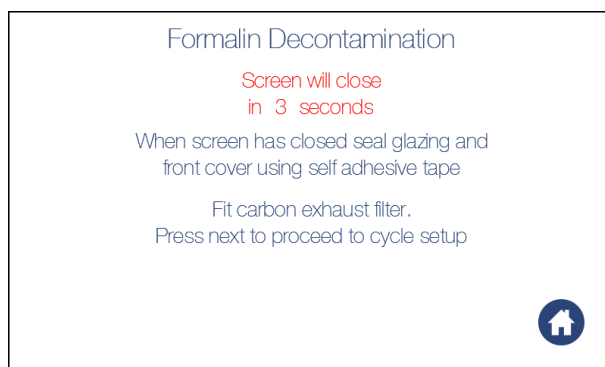 Formalin Decontamination
Screen will close
in 3 seconds
When screen has closed seal glazing and
front cover using self adhesive tape
Fit carbon exhaust filter.
Press next to proceed to cycle setup